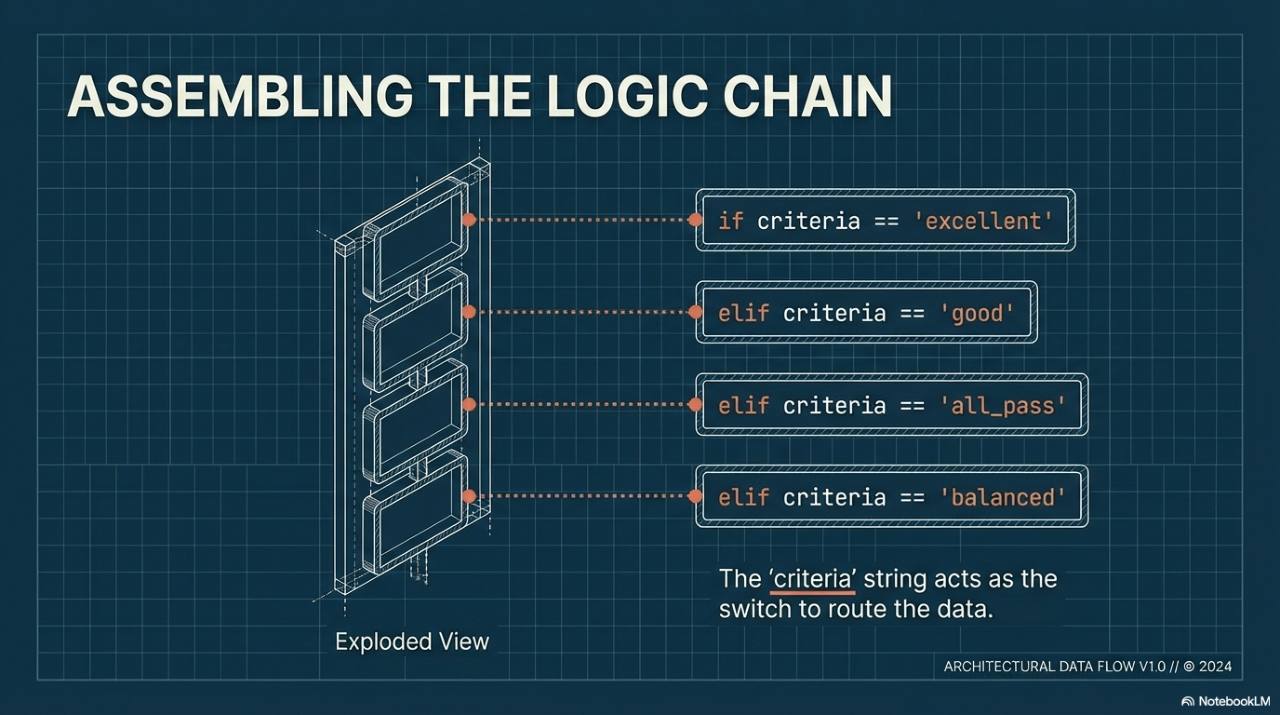 ASSEMBLING THE LOGIC CHAIN
if criteria == 'excellent'
elif criteria == 'good'
elif criteria == 'all_pass'
elif criteria == 'balanced'
The ‘criteria’ string acts as the
switch to route the data.
Exploded View
ARCHITECTURAL DATA FLOW V1.0 // © 2024
NotebookLM